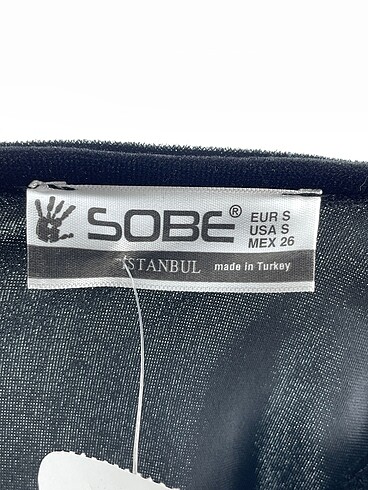 SOBE®
EUR S
USA S
MEX 26
ISTANBUL made in Turkey